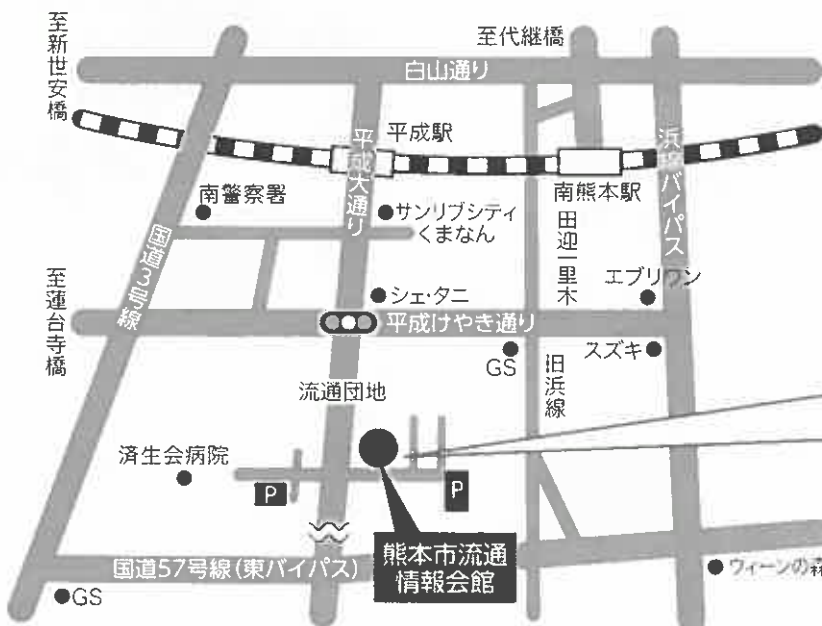 至新世安橋
至代継橋
白山通り
平成駅
平成大通り
南熊本駅
浜線バイパス
南警察署
サンリブシティ
くまなん
国道3号線
田迎一里木
エブリワン
至蓮台寺橋
シェ・タニ
平成けやき通り
GS
スズキ
旧浜線
流通団地
済生会病院
P
P
熊本市流通
情報会館
国道57号線(東バイパス)
GS
ウィーンの森